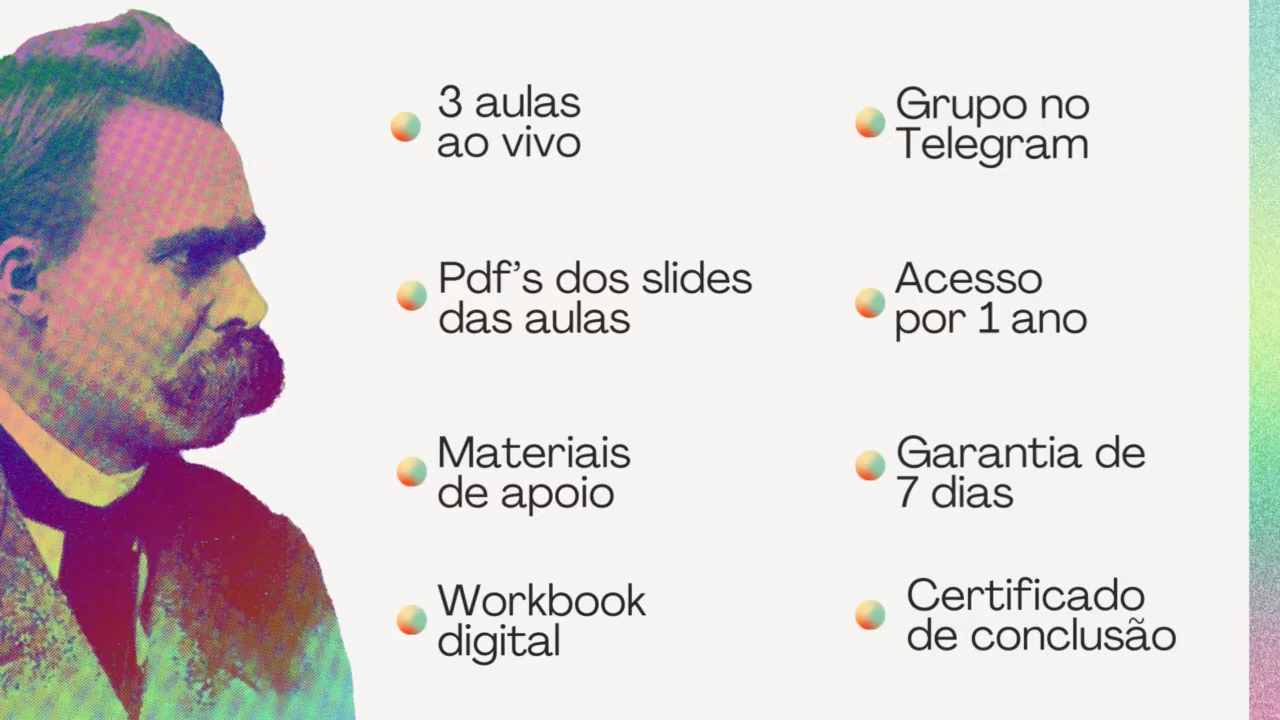 3 aulas
ao vivo
Pdf’s dos slides
das aulas
Materiais
de apoio
Workbook
digital
Grupo no
Telegram
Acesso
por 1 ano
Garantia de
7 dias
Certificado
de conclusão